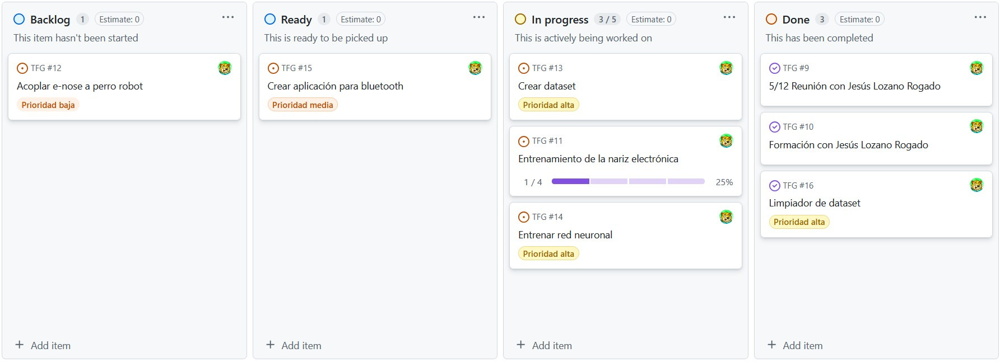 Backlog 1 Estimate: 0 ...
This item hasn't been started
TFG #12
Acoplar e-nose a perro robot
Prioridad baja
+ Add item
Ready 1 Estimate: 0 ...
This is ready to be picked up
TFG #15
Crear aplicación para bluetooth
Prioridad media
+ Add item
In progress 3 / 5 Estimate: 0 ...
This is actively being worked on
TFG #13
Crear dataset
Prioridad alta
TFG #11
Entrenamiento de la nariz electrónica
1 / 4 25%
TFG #14
Entrenar red neuronal
Prioridad alta
+ Add item
Done 3 Estimate: 0 ...
This has been completed
TFG #9
5/12 Reunión con Jesús Lozano Rogado
TFG #10
Formación con Jesús Lozano Rogado
TFG #16
Limpiador de dataset
Prioridad alta
+ Add item